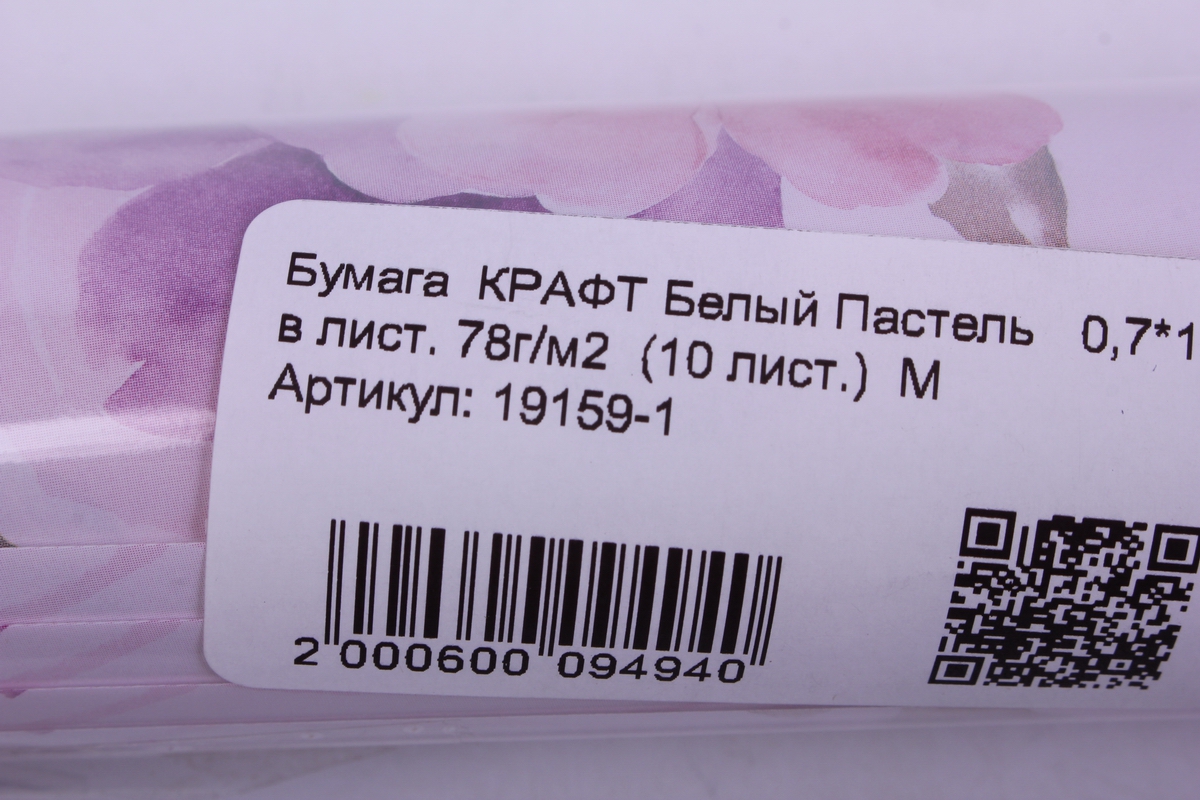 Бумага КРАФТ Белый Пастель 0,7*1
в лист. 78г/м2 (10 лист.) М
Артикул: 19159-1
2 000600 094940